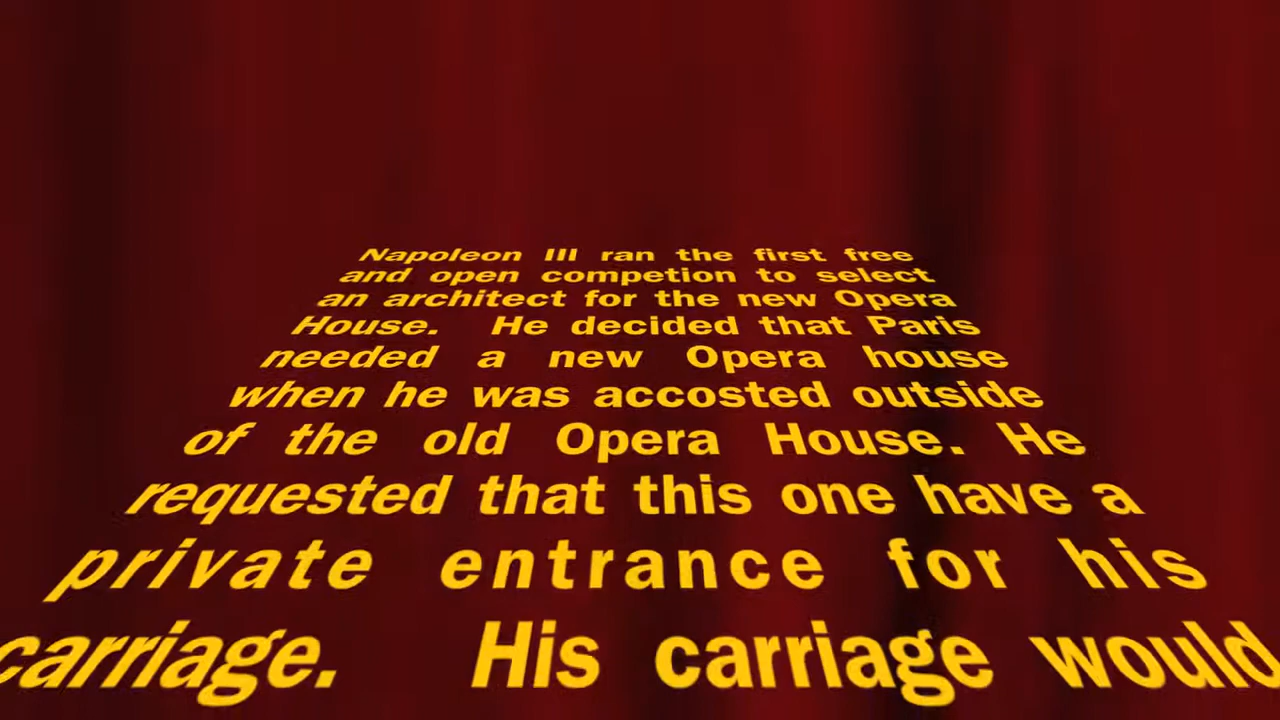 Napoleon III ran the first free
and open competion to select
an architect for the new Opera
House. He decided that Paris
needed a new Opera house
when he was accosted outside
of the old Opera House. He
requested that this one have a
private entrance for his
carriage. His carriage would